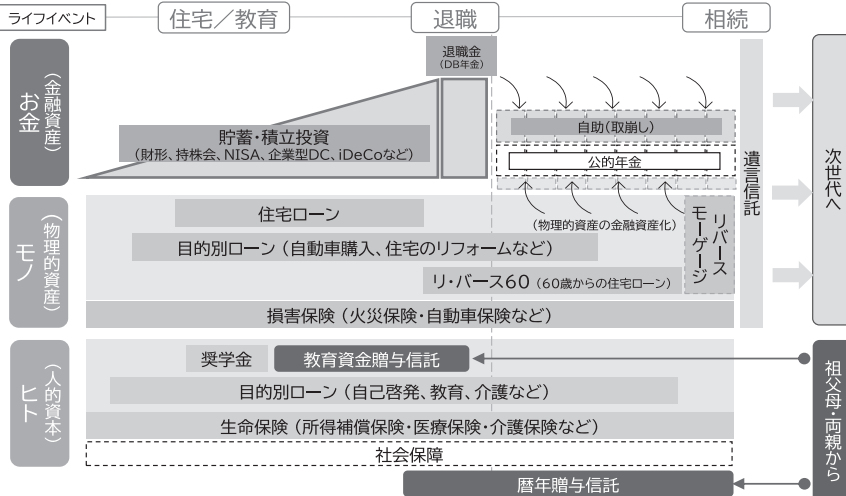 ライフイベント
住宅／教育
退職
相続
お金
（金融資産）
退職金
（DB年金）
貯蓄・積立投資
（財形、持株会、NISA、企業型DC、iDeCoなど）
自助（取崩し）
公的年金
（物理的資産の金融資産化）
モノ
（物理的資産）
住宅ローン
目的別ローン（自動車購入、住宅のリフォームなど）
リ・バース60（60歳からの住宅ローン）
リバース
モーゲージ
損害保険（火災保険・自動車保険など）
遺言信託
次世代へ
ヒト
（人的資本）
奨学金
教育資金贈与信託
目的別ローン（自己啓発、教育、介護など）
生命保険（所得補償保険・医療保険・介護保険など）
社会保障
暦年贈与信託
祖父母・両親から